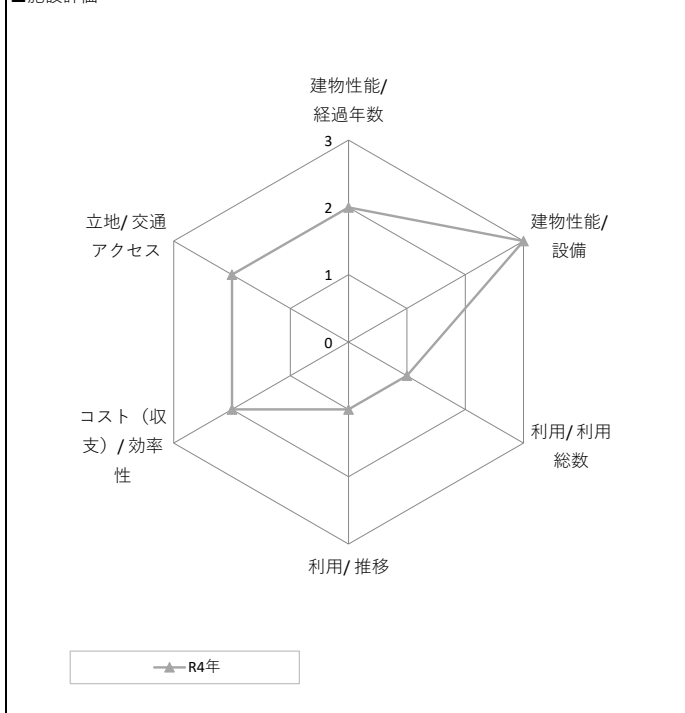 ■施設評価
建物性能/
経過年数
3
2
1
0
建物性能/
設備
利用/ 利用
総数
利用/ 推移
コスト（収
支）/ 効率
性
立地/ 交通
アクセス
R4年